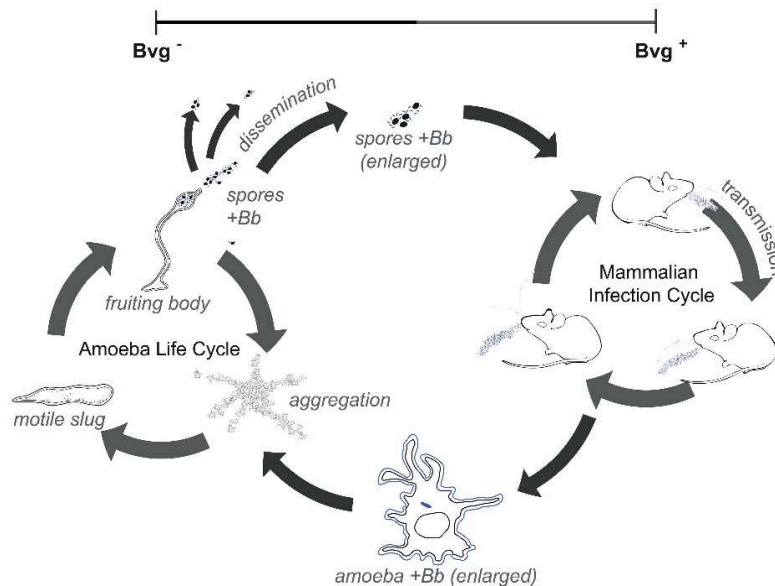 Bvg -
Bvg +
dissemination
spores +Bb
(enlarged)
spores
+Bb
transmission
fruiting body
Mammalian
Infection Cycle
Amoeba Life Cycle
aggregation
motile slug
amoeba +Bb (enlarged)